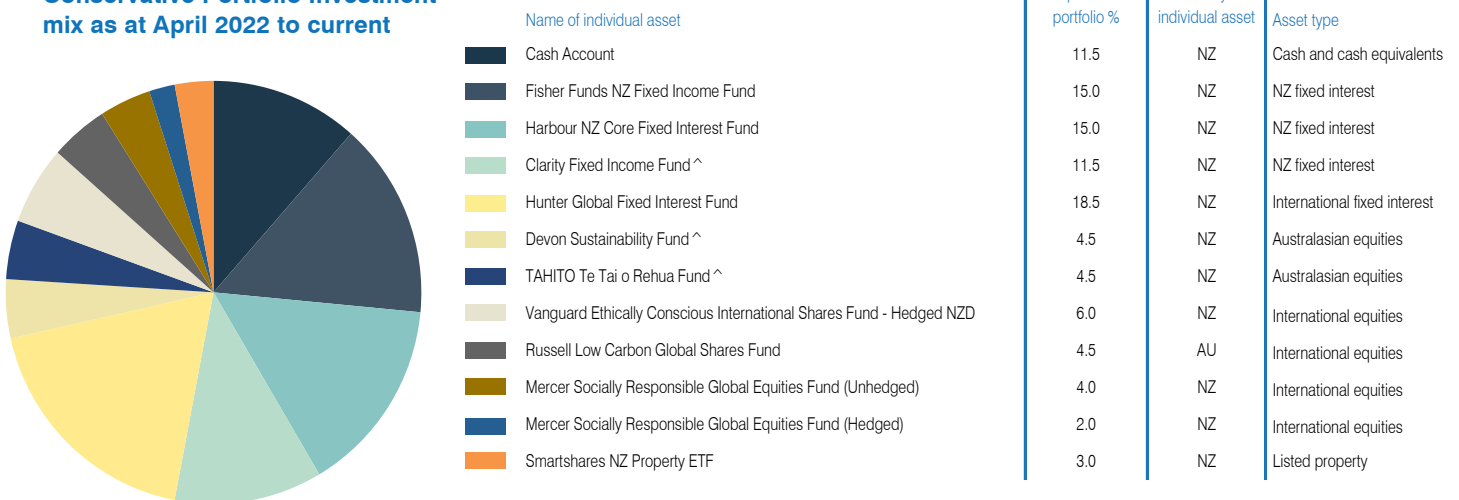 Conservative Portfolio investment
mix as at April 2022 to current
Name of individual asset portfolio % individual asset Asset type
Cash Account 11.5 NZ Cash and cash equivalents
Fisher Funds NZ Fixed Income Fund 15.0 NZ NZ fixed interest
Harbour NZ Core Fixed Interest Fund 15.0 NZ NZ fixed interest
Clarity Fixed Income Fund ^ 11.5 NZ NZ fixed interest
Hunter Global Fixed Interest Fund 18.5 NZ International fixed interest
Devon Sustainability Fund ^ 4.5 NZ Australasian equities
TAHITO Te Tai o Rehua Fund ^ 4.5 NZ Australasian equities
Vanguard Ethically Conscious International Shares Fund - Hedged NZD 6.0 NZ International equities
Russell Low Carbon Global Shares Fund 4.5 AU International equities
Mercer Socially Responsible Global Equities Fund (Unhedged) 4.0 NZ International equities
Mercer Socially Responsible Global Equities Fund (Hedged) 2.0 NZ International equities
Smartshares NZ Property ETF 3.0 NZ Listed property